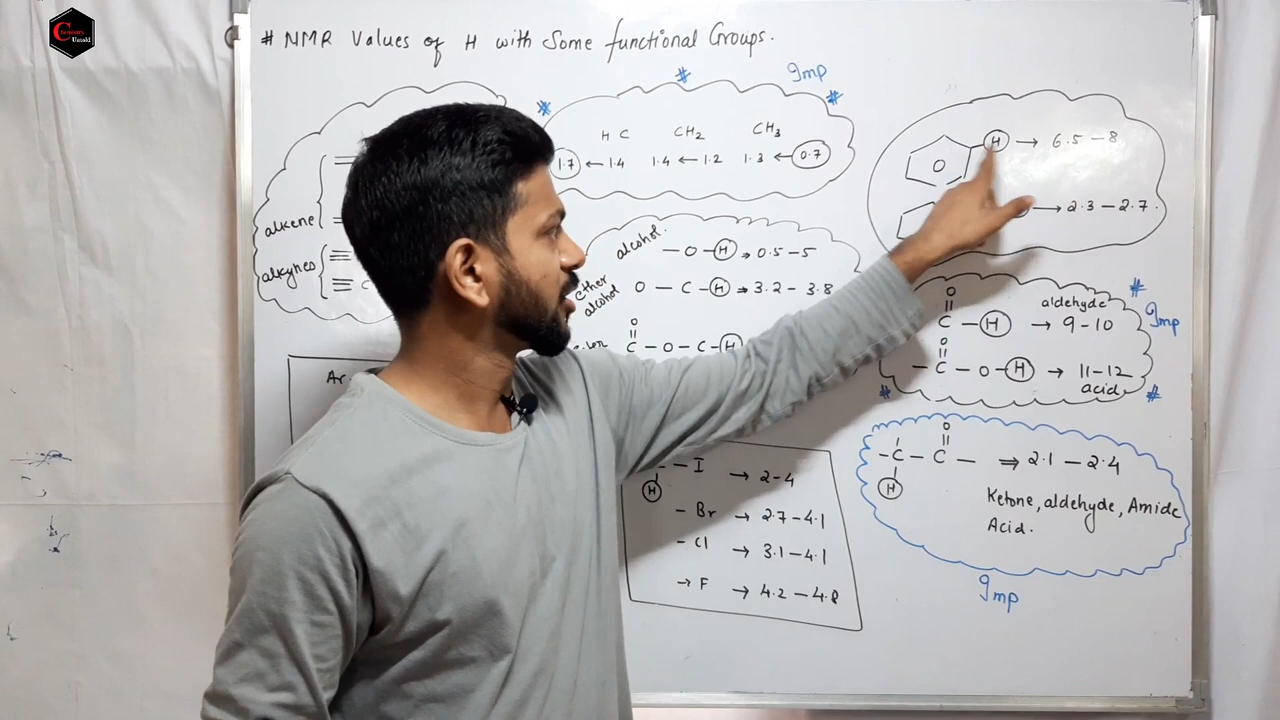 Chemistry
Untold
# NMR Values of H with Some functional Groups.
alkene
alkynes
≡ C
# # Imp #
H C CH2 CH3
1.7 ← 1.4 1.4 ← 1.2 1.3 ← 0.7
alcohol. - O - H ⇒ 0.5 - 5
Ether alcohol O - C - H ⇒ 3.2 - 3.8
O
C - O - C - H
Ar
- I → 2 - 4
H
- Br → 2.7 - 4.1
- Cl → 3.1 - 4.1
→ F → 4.2 - 4.8
H → 6.5 - 8
→ 2.3 - 2.7.
O
C - H → 9 - 10 aldehyde
O
- C - O - H → 11 - 12 acid
# Imp # #
O
- C - C - ⇒ 2.1 - 2.4
H
Ketone, aldehyde, Amide
Acid.
Imp